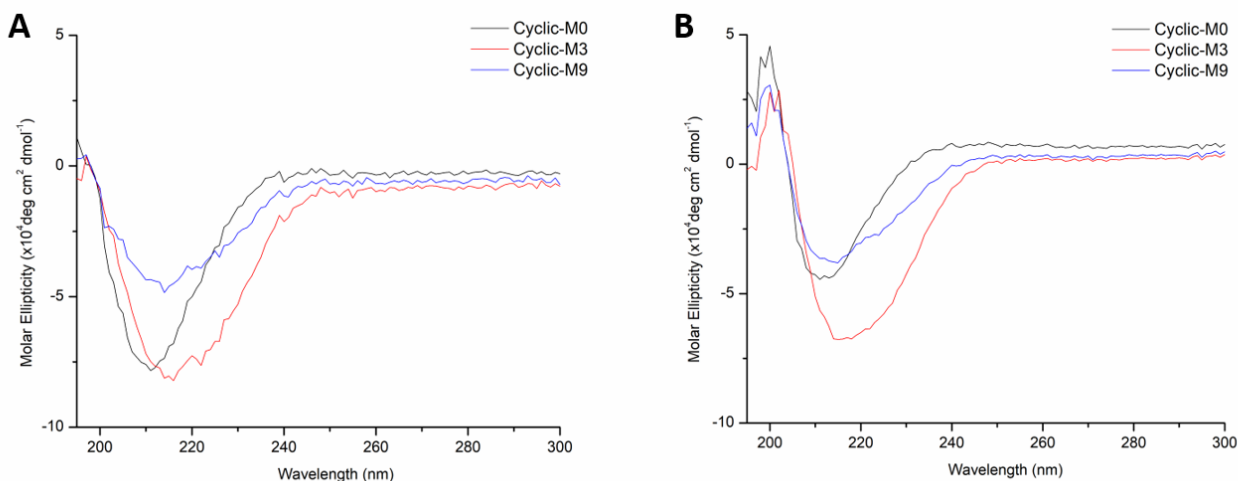 A
Cyclic-M0
Cyclic-M3
Cyclic-M9
5
0
-5
-10
Molar Ellipticity (x10⁴deg cm² dmol⁻¹)
200 220 240 260 280 300
Wavelength (nm)
B
Cyclic-M0
Cyclic-M3
Cyclic-M9
5
0
-5
-10
Molar Ellipticity (x10⁴deg cm² dmol⁻¹)
200 220 240 260 280 300
Wavelength (nm)